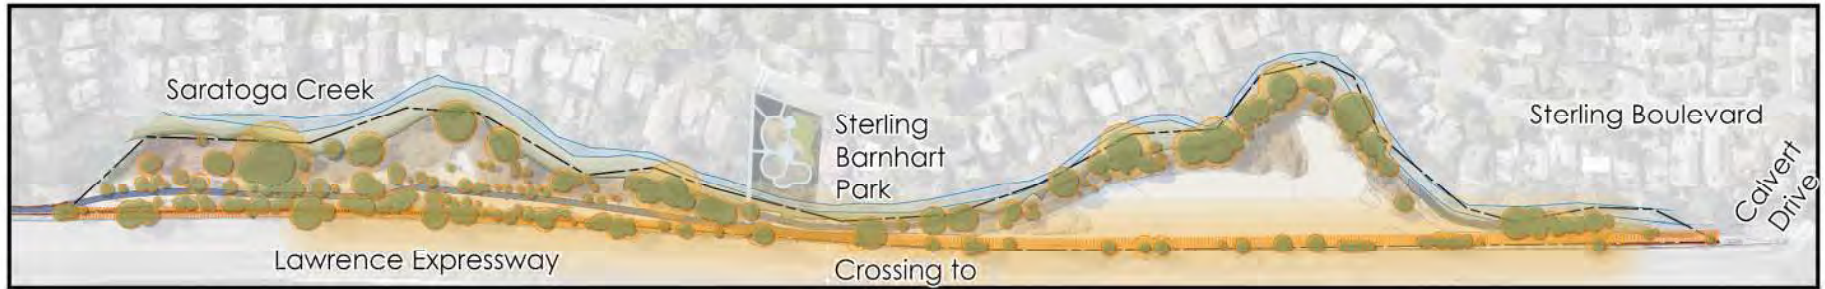 Saratoga Creek
Sterling
Barnhart
Park
Sterling Boulevard
Calvert
Drive
Lawrence Expressway
Crossing to